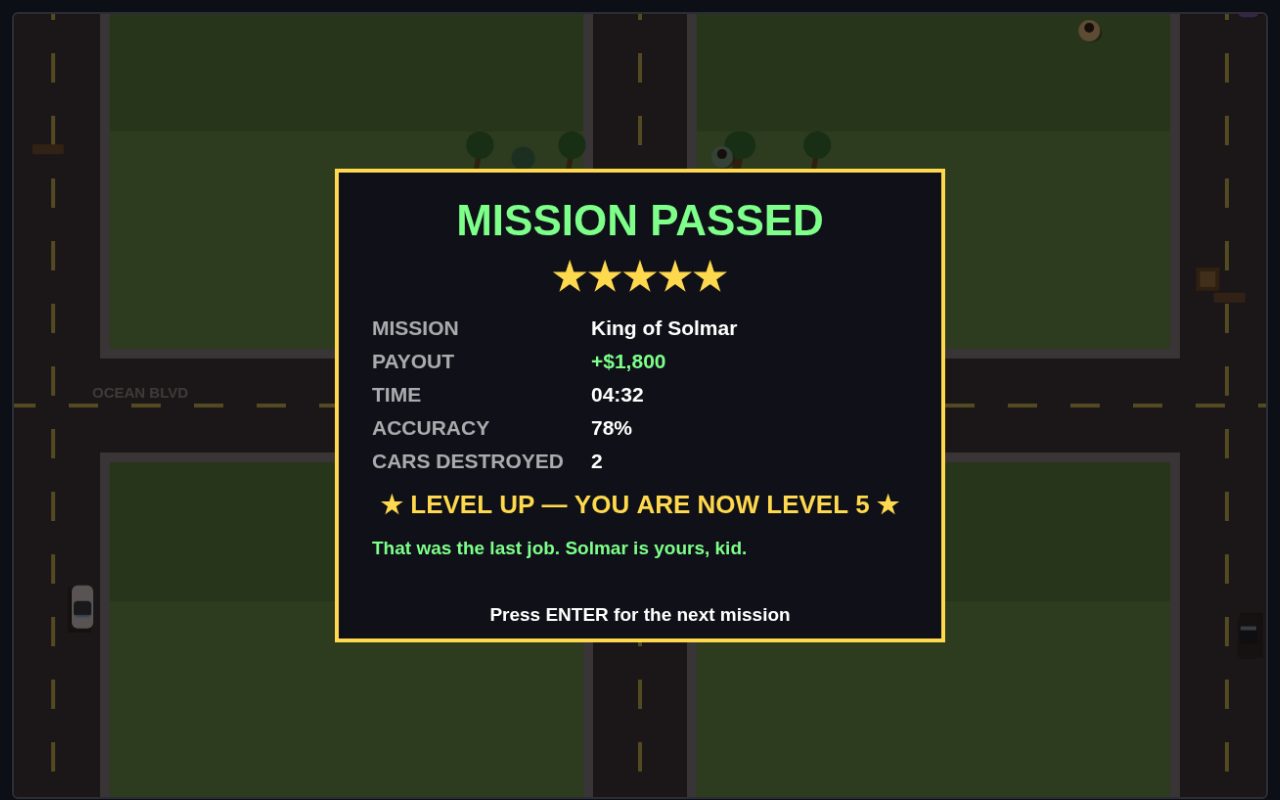 MISSION PASSED
★★★★★
MISSION King of Solmar
PAYOUT +$1,800
TIME 04:32
ACCURACY 78%
CARS DESTROYED 2
★ LEVEL UP — YOU ARE NOW LEVEL 5 ★
That was the last job. Solmar is yours, kid.
Press ENTER for the next mission
OCEAN BLVD